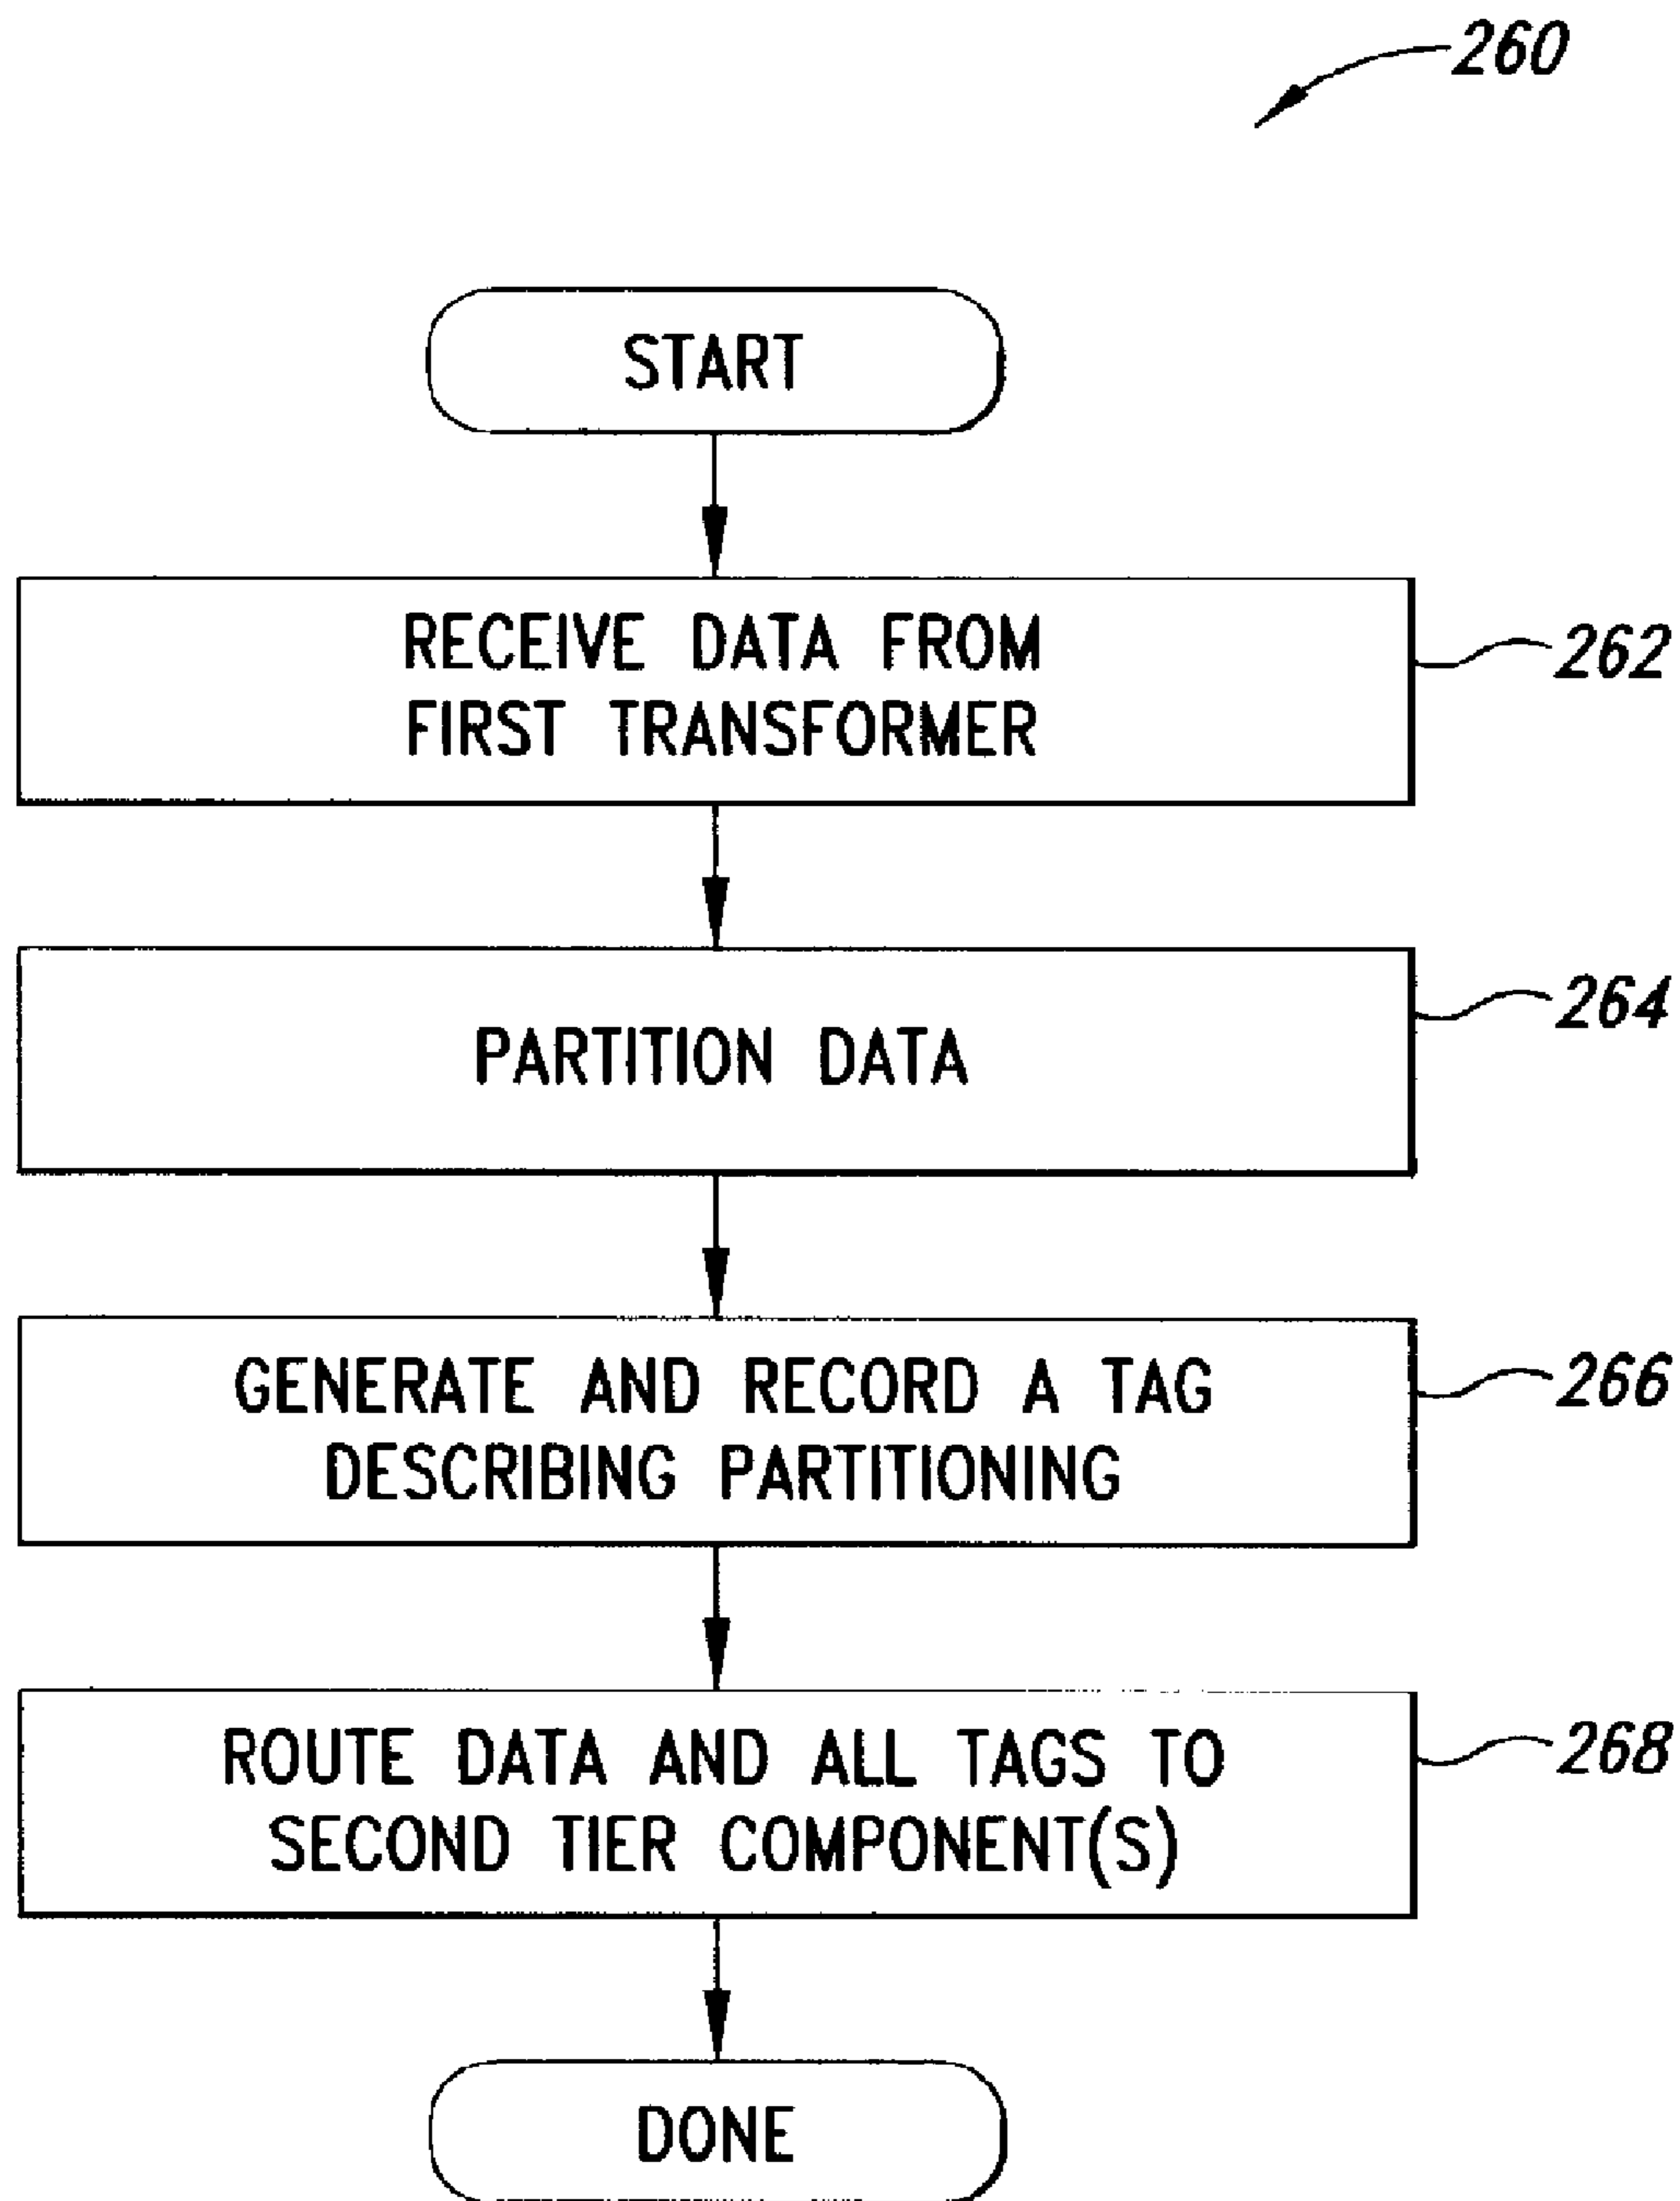 260
START
RECEIVE DATA FROM
FIRST TRANSFORMER
262
PARTITION DATA
264
GENERATE AND RECORD A TAG
DESCRIBING PARTITIONING
266
ROUTE DATA AND ALL TAGS TO
SECOND TIER COMPONENT(S)
268
DONE